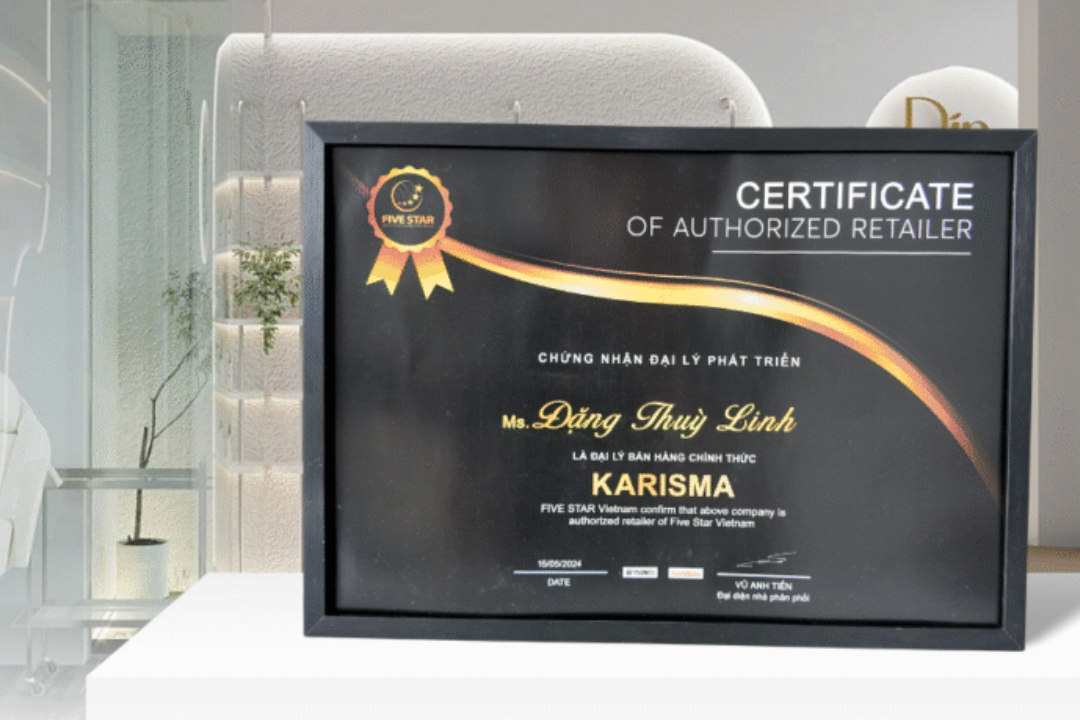 FIVE STAR
CERTIFICATE
OF AUTHORIZED RETAILER
CHỨNG NHẬN ĐẠI LÝ PHÁT TRIỂN
Ms. Đặng Thuỳ Linh
LÀ ĐẠI LÝ BÁN HÀNG CHÍNH THỨC
KARISMA
FIVE STAR Vietnam confirm that above company is
authorized retailer of Five Star Vietnam
15/05/2024
DATE
VŨ ANH TIẾN
Đại diện nhà phân phối